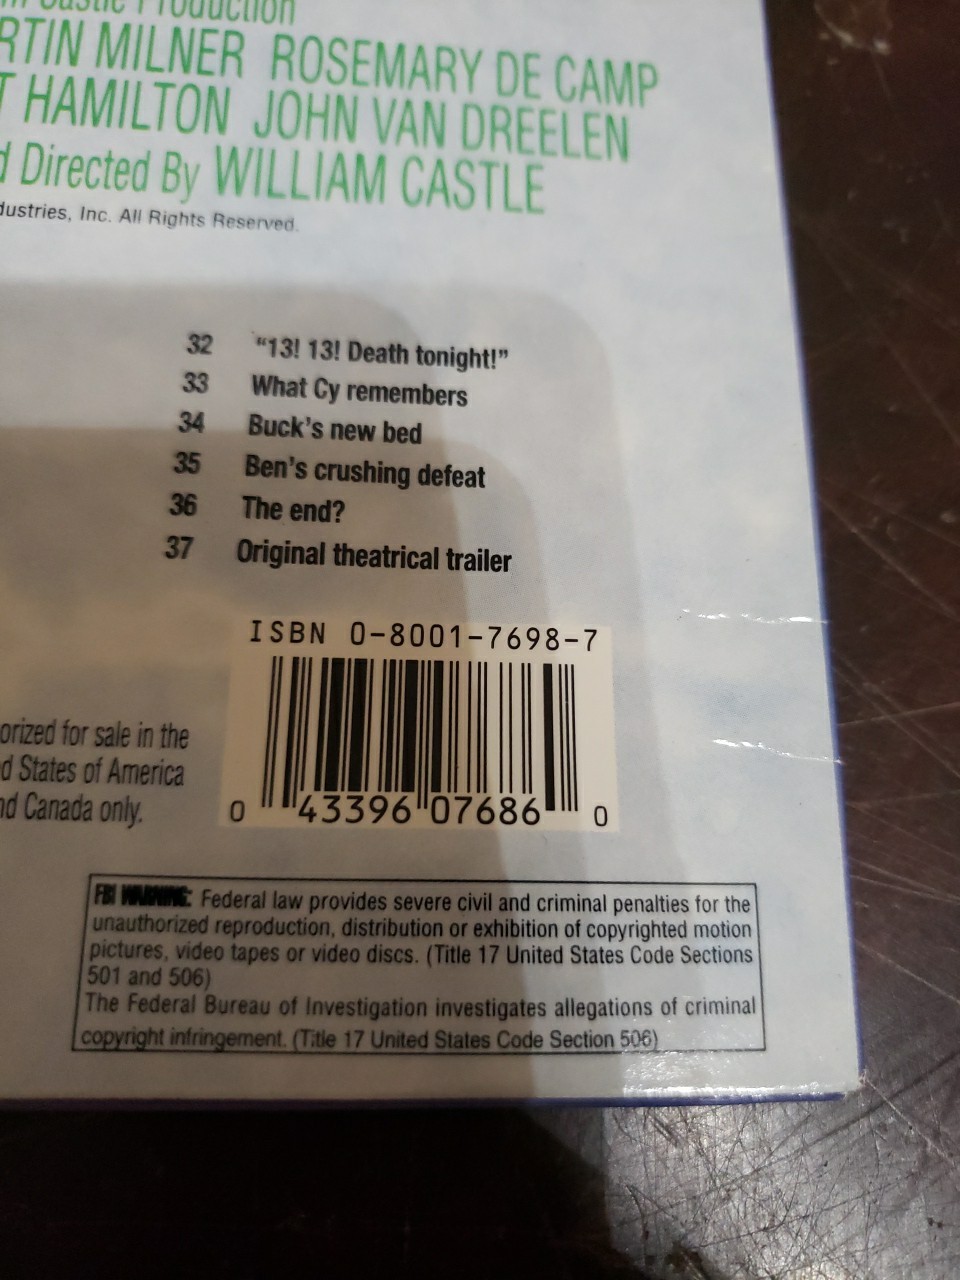 Castle Production
RTIN MILNER ROSEMARY DE CAMP
T HAMILTON JOHN VAN DREELEN
d Directed By WILLIAM CASTLE
dustries, Inc. All Rights Reserved.
32 "13! 13! Death tonight!"
33 What Cy remembers
34 Buck's new bed
35 Ben's crushing defeat
36 The end?
37 Original theatrical trailer
ISBN 0-8001-7698-7
0 43396 07686 0
orized for sale in the
d States of America
nd Canada only.
FBI WARNING: Federal law provides severe civil and criminal penalties for the
unauthorized reproduction, distribution or exhibition of copyrighted motion
pictures, video tapes or video discs. (Title 17 United States Code Sections
501 and 506)
The Federal Bureau of Investigation investigates allegations of criminal
copyright infringement. (Title 17 United States Code Section 506)